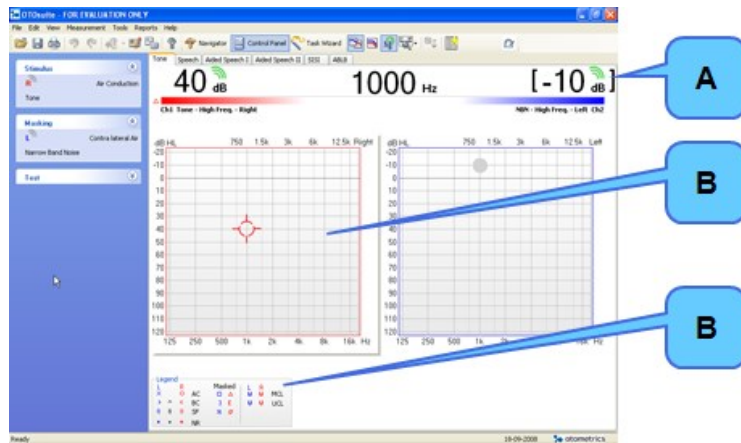 OTOsuite - FOR EVALUATION ONLY
File Edit View Measurement Tools Reports Help
Navigator Control Panel Task Wizard
Stimulus
R Air Conduction
Tone
Masking
L Contra lateral Air
Narrow Band Noise
Test
Tone Speech Aided Speech I Aided Speech II SISI ABLB
40 dB 1000 Hz [-10 dB]
Ch1 Tone - High Freq. - Right NBN - High Freq. - Left Ch2
A
dB HL 750 1.5k 3k 6k 12.5k Right
-20
-10
0
10
20
30
40
50
60
70
80
90
100
110
120
125 250 500 1k 2k 4k 8k 16k Hz
dB HL 750 1.5k 3k 6k 12.5k Left
-20
-10
0
10
20
30
40
50
60
70
80
90
100
110
120
125 250 500 1k 16k Hz
B
B
Legend
L R Masked L R
X O AC M M MCL
BC UCL
SF
NR
Ready 18-09-2008 otometrics